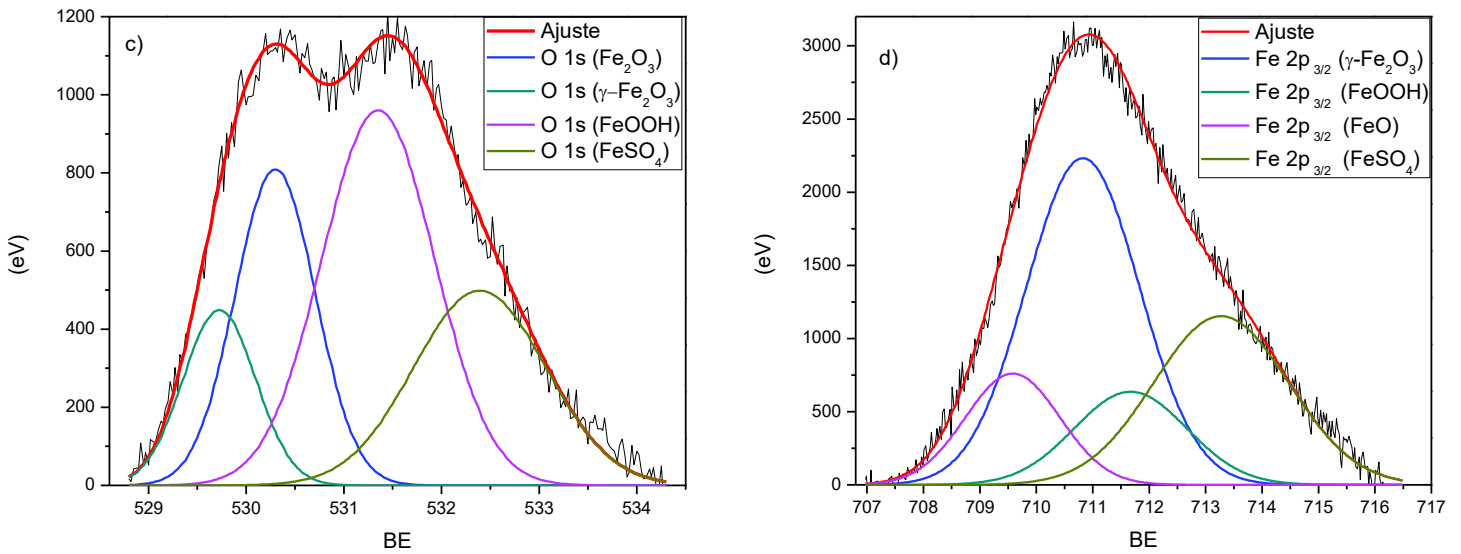 c)
Ajuste
O 1s (Fe₂O₃)
O 1s (γ−Fe₂O₃)
O 1s (FeOOH)
O 1s (FeSO₄)
1200
1000
800
600
400
200
0
(eV)
529
530
531
532
533
534
BE
d)
Ajuste
Fe 2p₃/₂ (γ-Fe₂O₃)
Fe 2p₃/₂ (FeOOH)
Fe 2p₃/₂ (FeO)
Fe 2p₃/₂ (FeSO₄)
3000
2500
2000
1500
1000
500
0
(eV)
707
708
709
710
711
712
713
714
715
716
717
BE